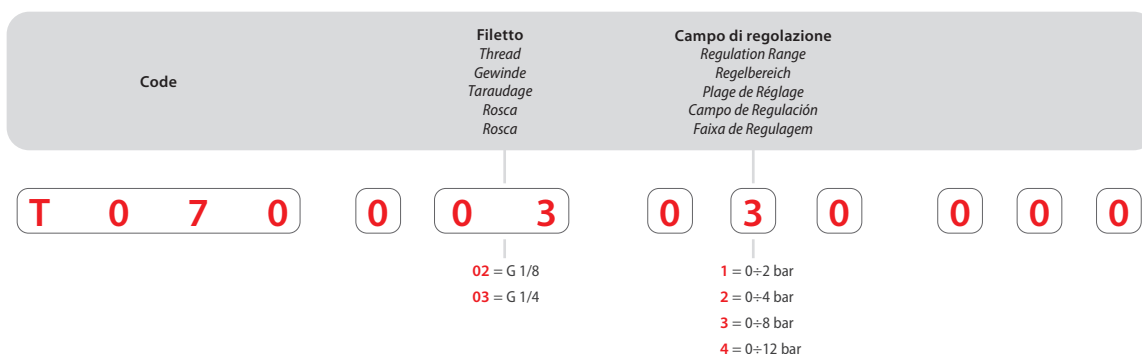 Code
Filetto
Thread
Gewinde
Taraudage
Rosca
Rosca
Campo di regolazione
Regulation Range
Regelbereich
Plage de Réglage
Campo de Regulación
Faixa de Regulagem
T 0 7 0 0 0 3 0 3 0 0 0 0
02 = G 1/8
03 = G 1/4
1 = 0÷2 bar
2 = 0÷4 bar
3 = 0÷8 bar
4 = 0÷12 bar